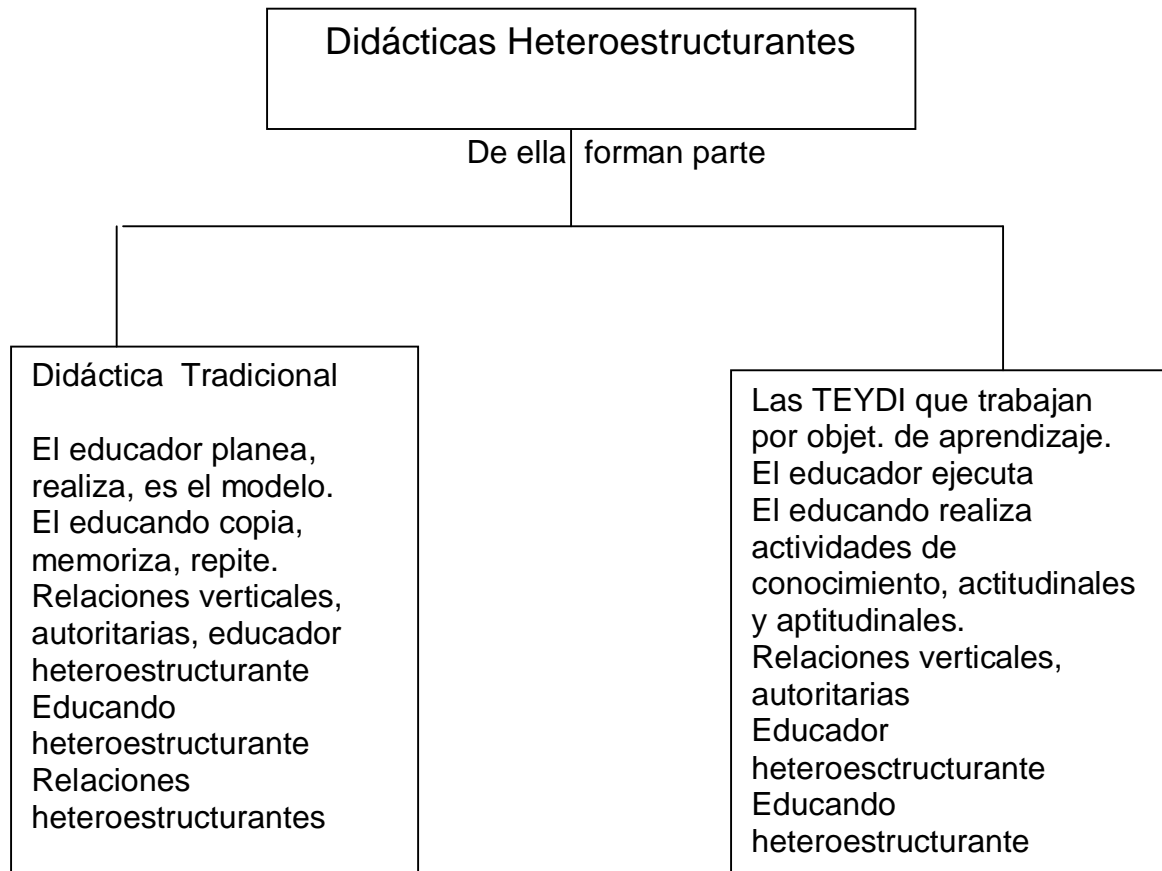 Didácticas Heteroestructurantes
De ella forman parte
Didáctica Tradicional
El educador planea,
realiza, es el modelo.
El educando copia,
memoriza, repite.
Relaciones verticales,
autoritarias, educador
heteroestructurante
Educando
heteroestructurante
Relaciones
heteroestructurantes
Las TEYDI que trabajan
por objet. de aprendizaje.
El educador ejecuta
El educando realiza
actividades de
conocimiento, actitudinales
y aptitudinales.
Relaciones verticales,
autoritarias
Educador
heteroesctructurante
Educando
heteroestructurante